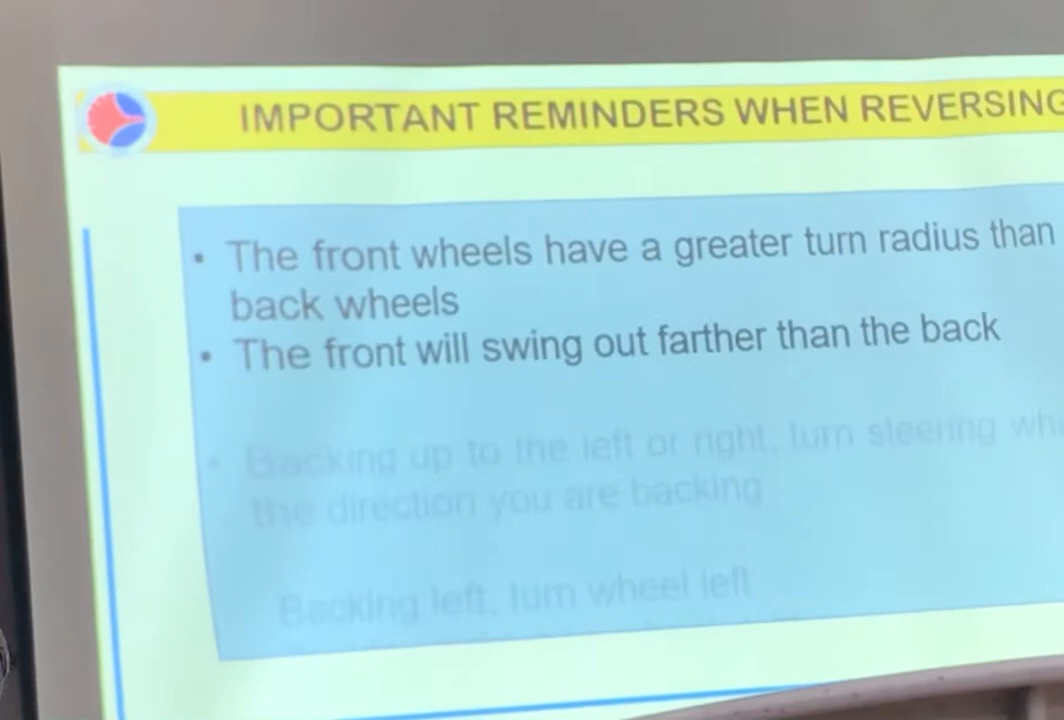 IMPORTANT REMINDERS WHEN REVERSING
• The front wheels have a greater turn radius than
back wheels
• The front will swing out farther than the back
• Backing up to the left or right, turn steering
the direction you are backing
Backing left, turn wheel left